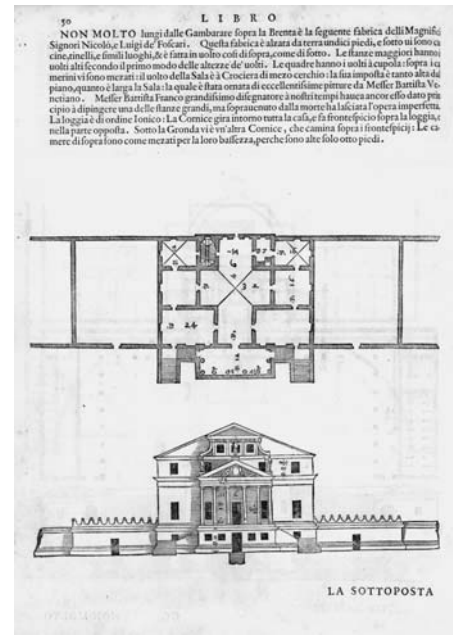 50 LIBRO
NON MOLTO lungi dalle Gambarare sopra la Brenta è la seguente fabrica delli Magnifici
Signori Nicolò, e Luigi de' Foscari. Questa fabrica è alzata da terra undici piedi, e sotto ui sono cu
cine, tinelli, e simili luoghi, & è fatta in uolto così di sopra, come di sotto. Le stanze maggiori hanno i
uolti alti secondo il primo modo delle altezze de' uolti. Le quadre hanno i uolti à cupola: sopra i ca
merini vi sono mezati: il uolto della Sala è à Crociera di mezo cerchio: la sua imposta è tanto alta dal
piano, quanto è larga la Sala: la quale è stata ornata di eccellentissime pitture da Messer Battista Ve-
netiano. Messer Battista Franco grandissimo disegnatore à nostri tempi hauea ancor esso dato prin
cipio à dipingere una delle stanze grandi, ma soprauenuto dalla morte ha lasciata l'opera imperfetta.
La loggia è di ordine Ionico: La Cornice gira intorno tutta la casa, e fa frontespicio sopra la loggia, e
nella parte opposta. Sotto la Gronda vi è vn'altra Cornice, che camina sopra i frontespicij: Le ca
mere di sopra sono come mezati per la loro bassezza, perche sono alte solo otto piedi.
LA SOTTOPOSTA